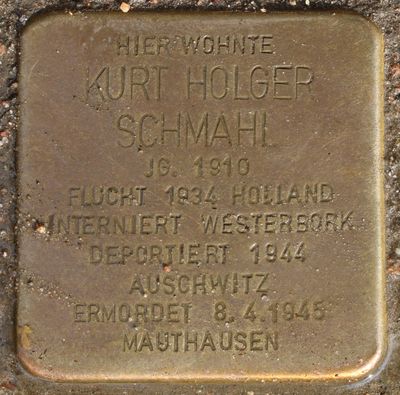 HIER WOHNTE
KURT HOLGER
SCHMAHL
JG. 1910
FLUCHT 1934 HOLLAND
INTERNIERT WESTERBORK
DEPORTIERT 1944
AUSCHWITZ
ERMORDET 8.4.1945
MAUTHAUSEN